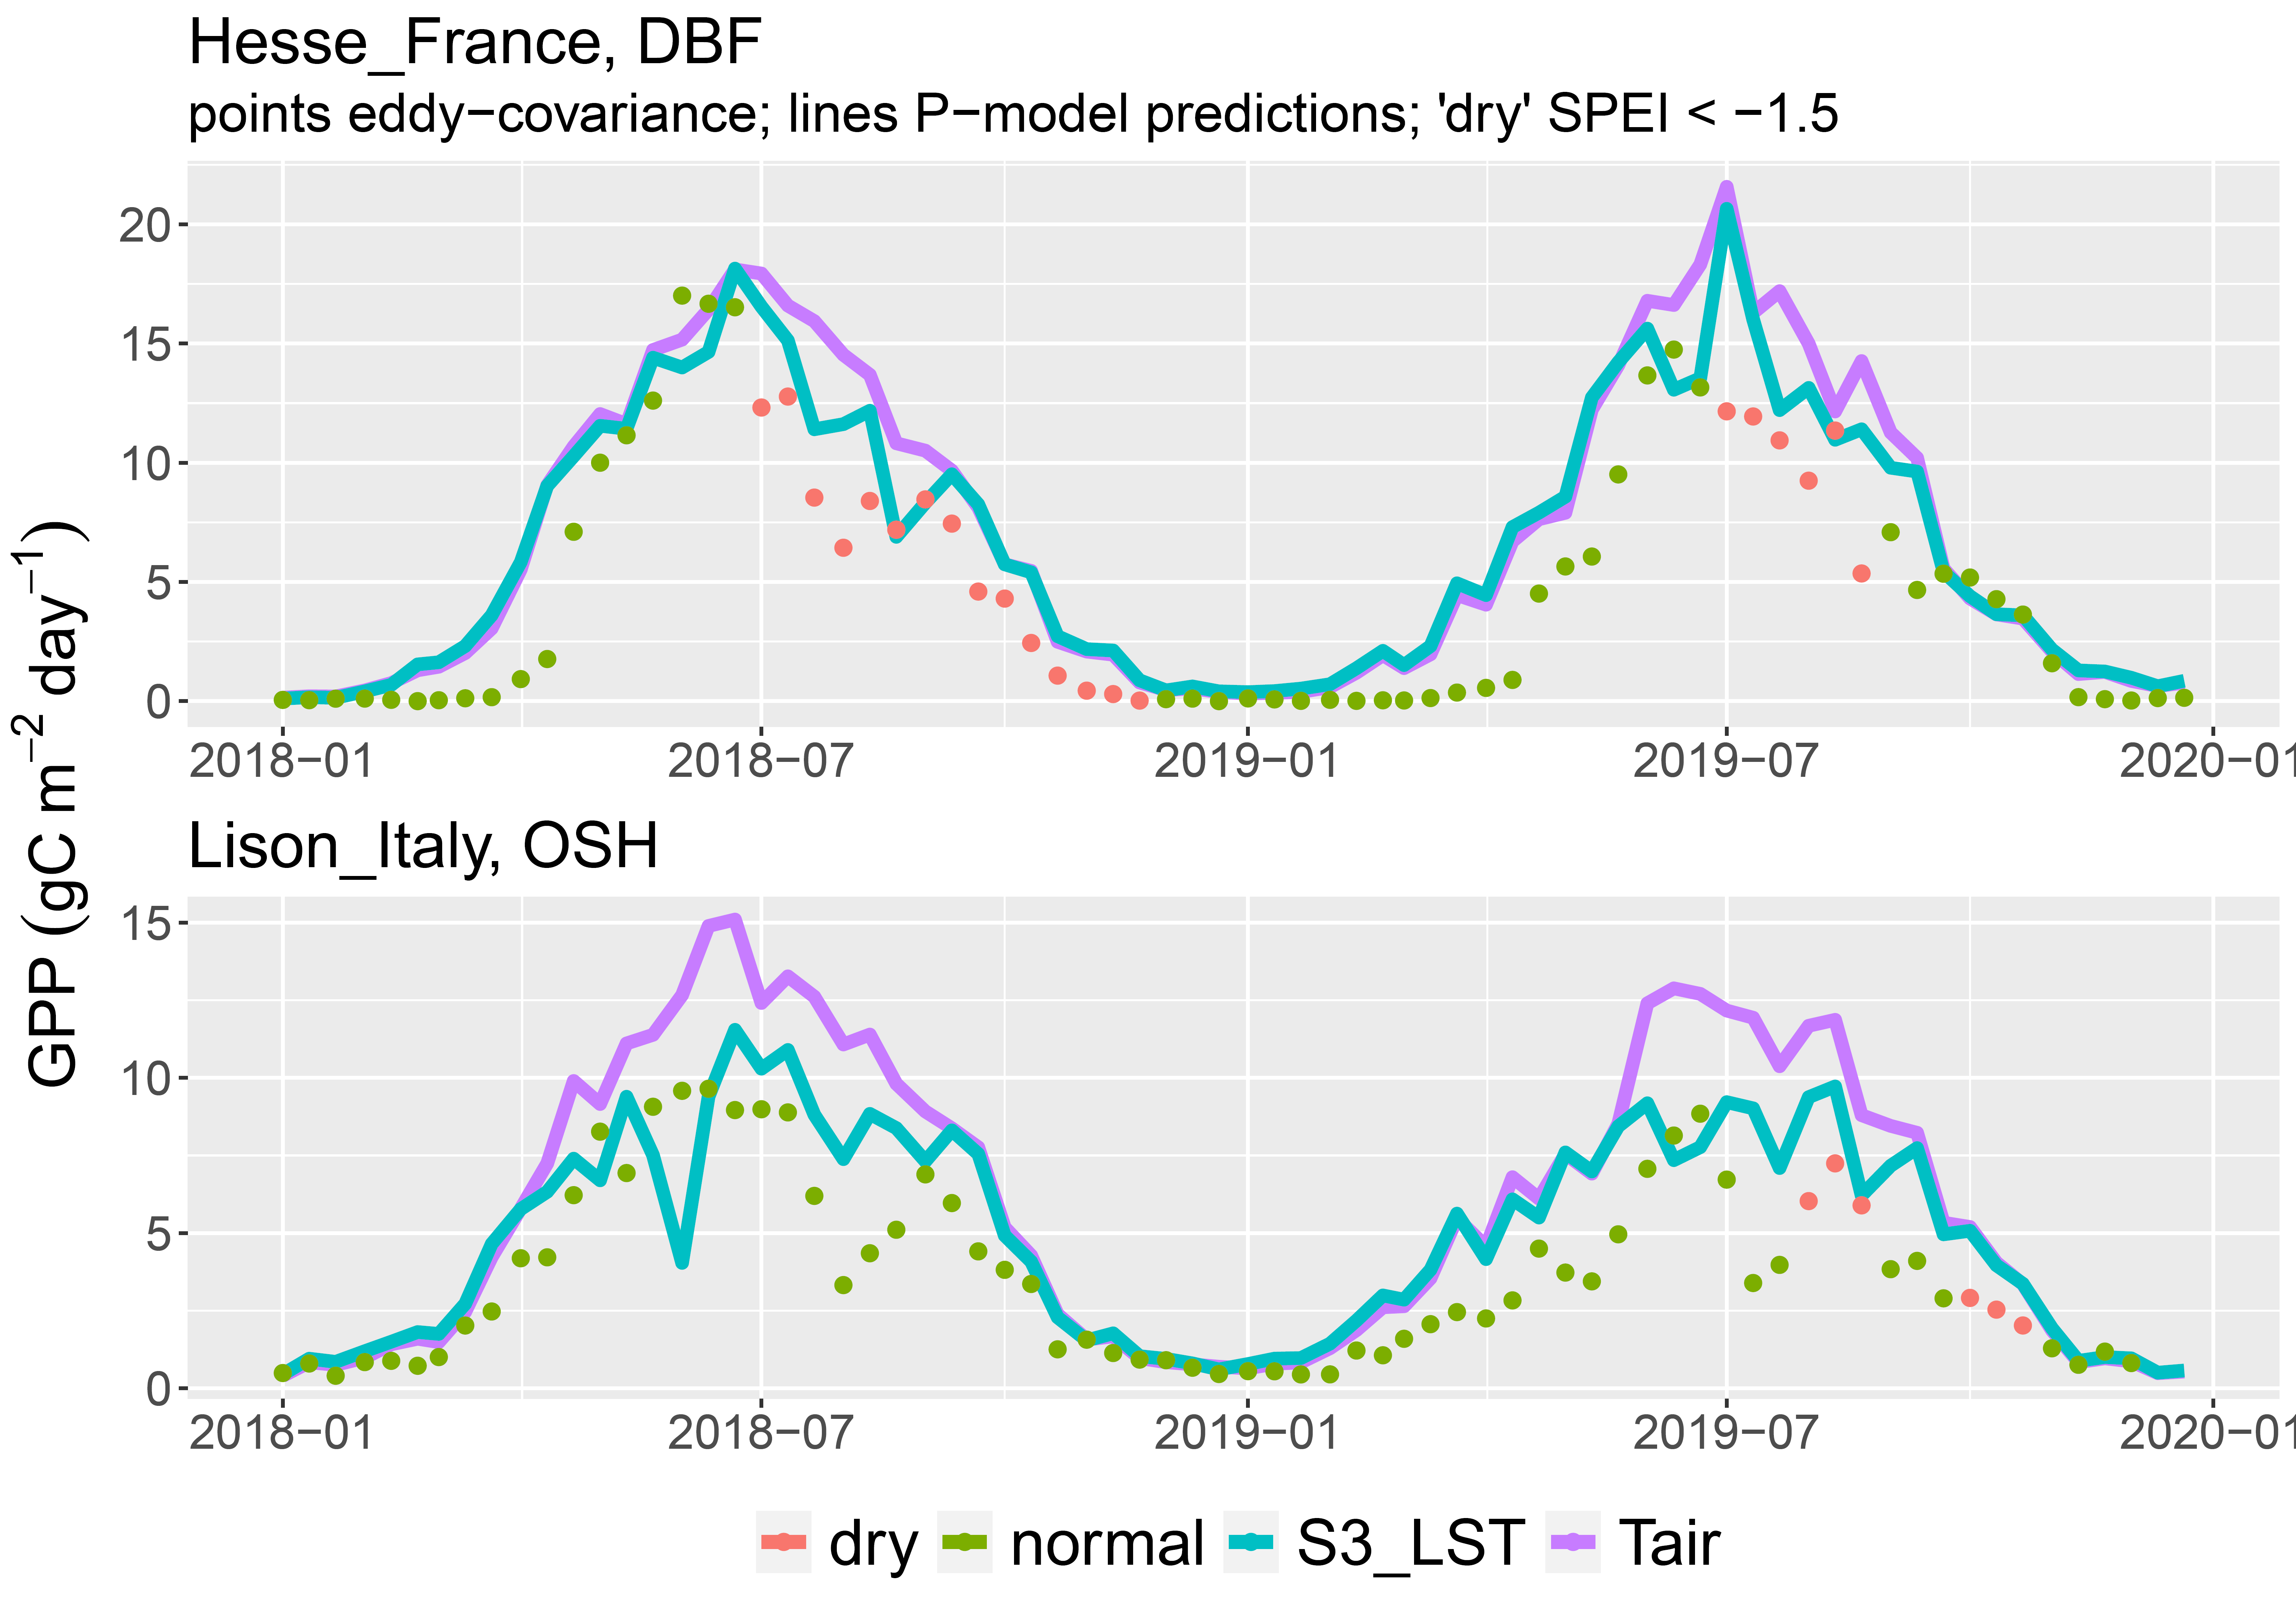 Hesse_France, DBF
points eddy−covariance; lines P−model predictions; 'dry' SPEI < −1.5
20
15
10
5
0
2018−01 2018−07 2019−01 2019−07 2020−01
GPP (gC m⁻² day⁻¹)
Lison_Italy, OSH
15
10
5
0
2018−01 2018−07 2019−01 2019−07 2020−01
dry normal S3_LST Tair